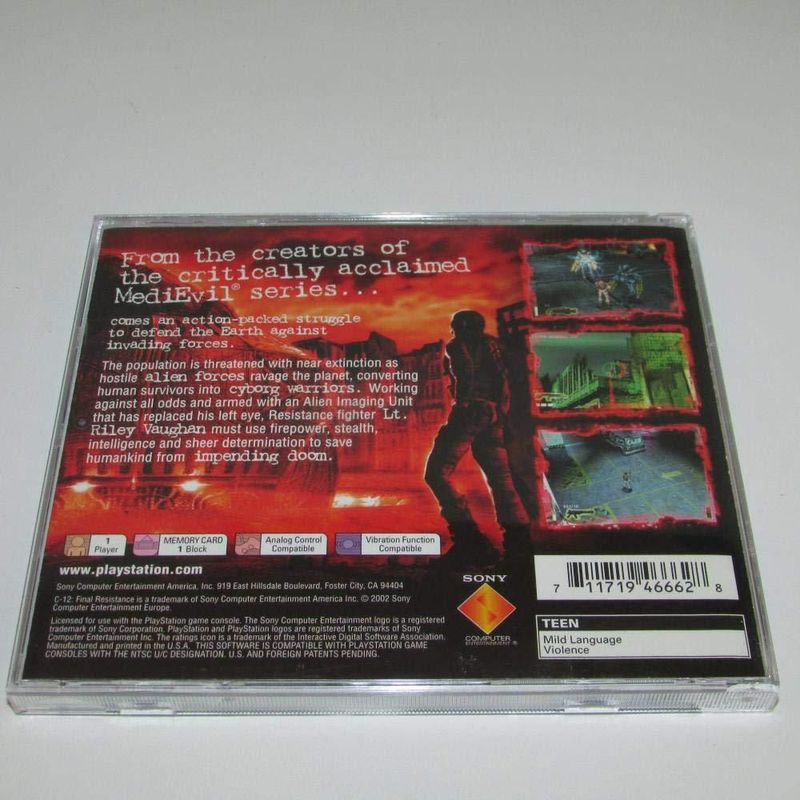 From the creators of
the critically acclaimed
MediEvil® series...
comes an action-packed struggle
to defend the Earth against
invading forces.
The population is threatened with near extinction as
hostile alien forces ravage the planet, converting
human survivors into cyborg warriors. Working
against all odds and armed with an Alien Imaging Unit
that has replaced his left eye, Resistance fighter Lt.
Riley Vaughan must use firepower, stealth,
intelligence and sheer determination to save
humankind from impending doom.
1
Player
MEMORY CARD
1 Block
Analog Control
Compatible
Vibration Function
Compatible
www.playstation.com
Sony Computer Entertainment America, Inc. 919 East Hillsdale Boulevard, Foster City, CA 94404
C-12: Final Resistance is a trademark of Sony Computer Entertainment America Inc. © 2002 Sony
Computer Entertainment Europe.
Licensed for use with the PlayStation game console. The Sony Computer Entertainment logo is a registered
trademark of Sony Corporation. PlayStation and PlayStation logos are registered trademarks of Sony
Computer Entertainment Inc. The ratings icon is a trademark of the Interactive Digital Software Association.
Manufactured and printed in the U.S.A. THIS SOFTWARE IS COMPATIBLE WITH PLAYSTATION GAME
CONSOLES WITH THE NTSC U/C DESIGNATION. U.S. AND FOREIGN PATENTS PENDING.
SONY
COMPUTER
ENTERTAINMENT®
7 11719 46662 8
TEEN
Mild Language
Violence